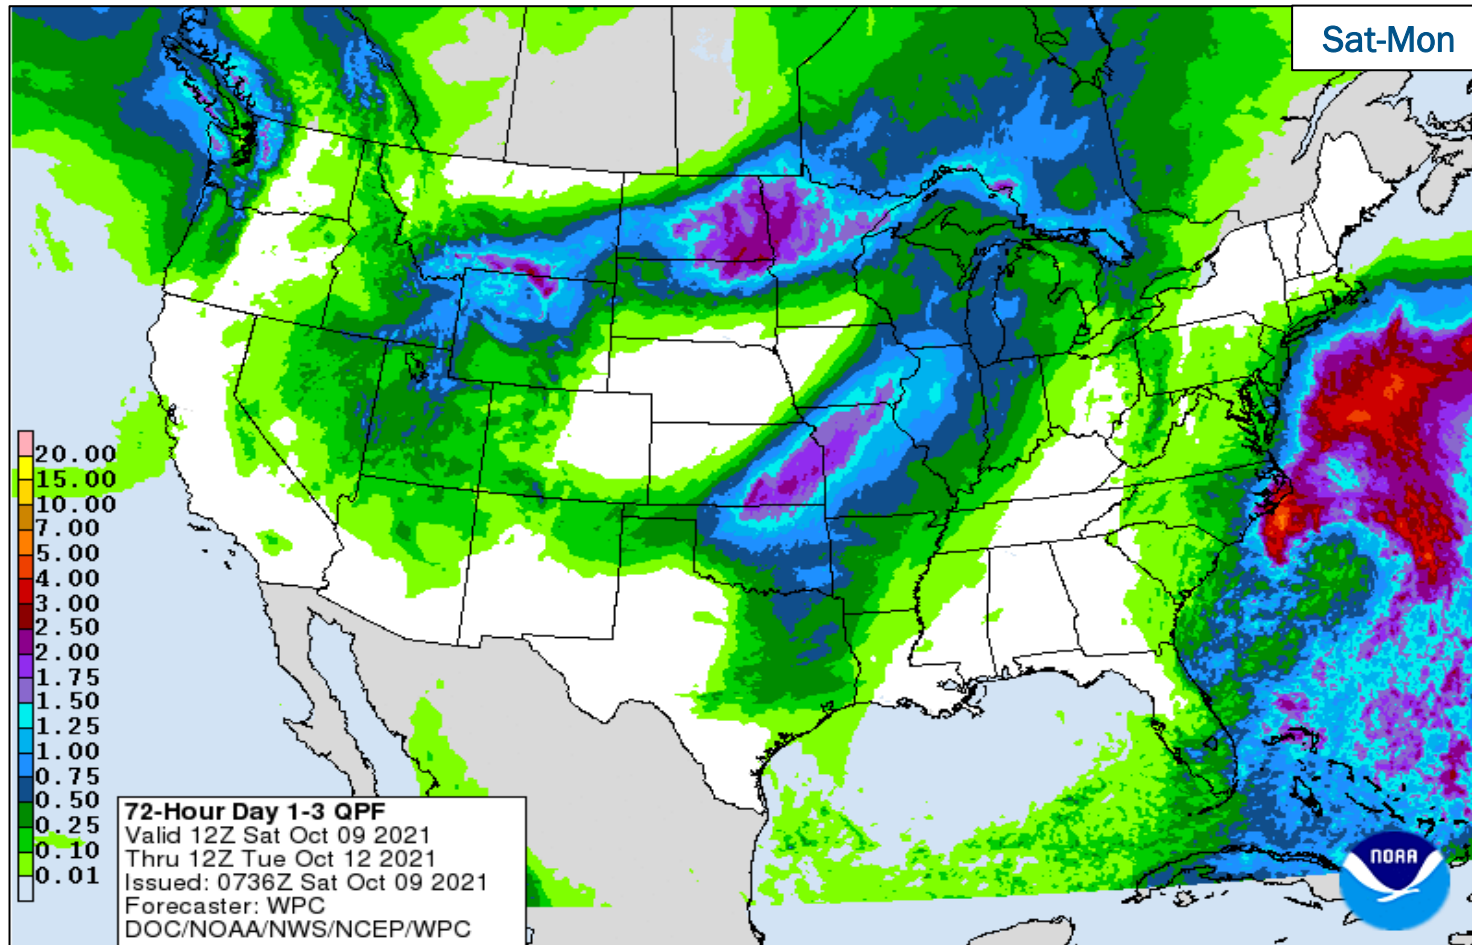 Sat-Mon
20.00
15.00
10.00
7.00
5.00
4.00
3.00
2.50
2.00
1.75
1.50
1.25
1.00
0.75
0.50
0.25
0.10
0.01
72-Hour Day 1-3 QPF
Valid 12Z Sat Oct 09 2021
Thru 12Z Tue Oct 12 2021
Issued: 0736Z Sat Oct 09 2021
Forecaster: WPC
DOC/NOAA/NWS/NCEP/WPC
NOAA